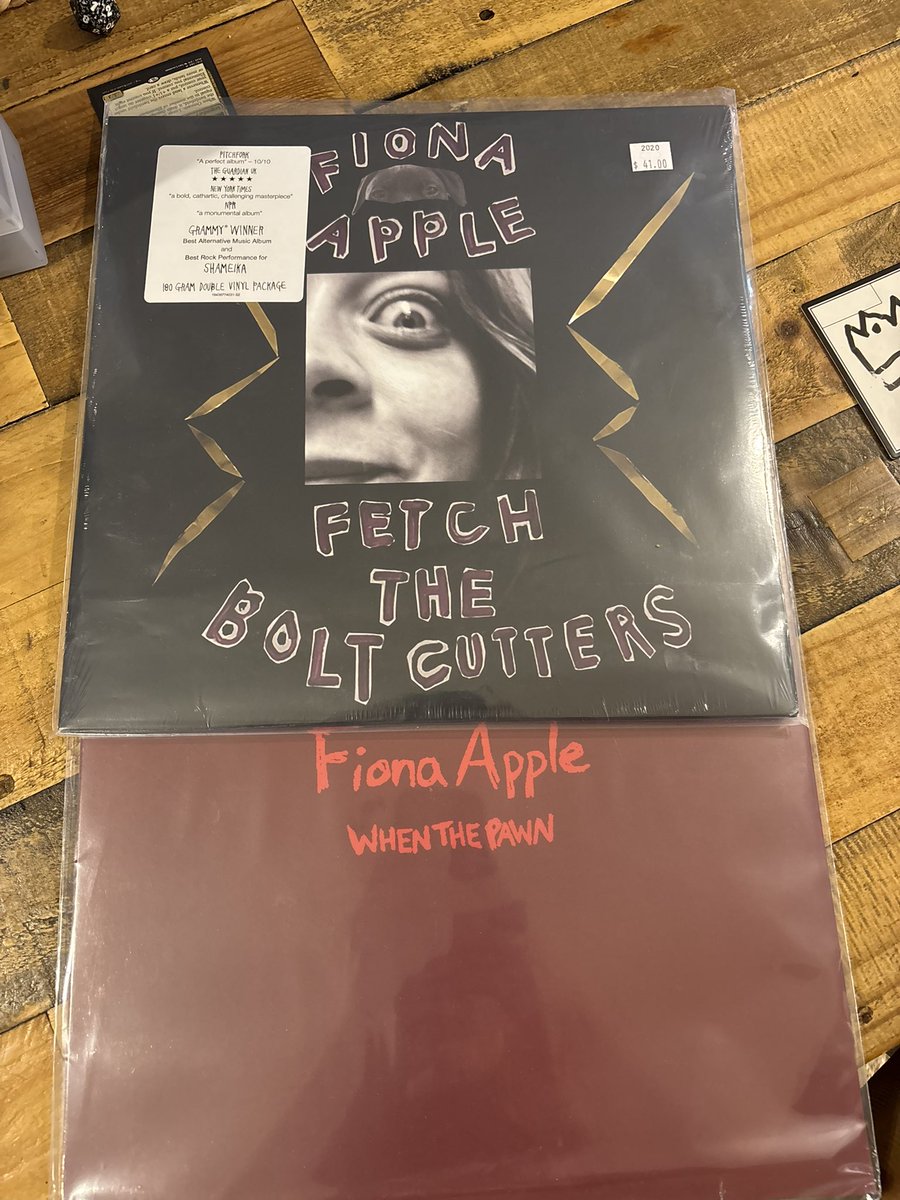 PITCHFORK
"A perfect album" – 10/10
THE GUARDIAN UK
★★★★★
NEW YORK TIMES
"a bold, cathartic, challenging masterpiece"
NPR
"a monumental album"
GRAMMY® WINNER
Best Alternative Music Album
and
Best Rock Performance for
SHAMEIKA
180 GRAM DOUBLE VINYL PACKAGE
FIONA
APPLE
2020
$ 41.00
FETCH
THE
BOLT CUTTERS
Fiona Apple
WHEN THE PAWN